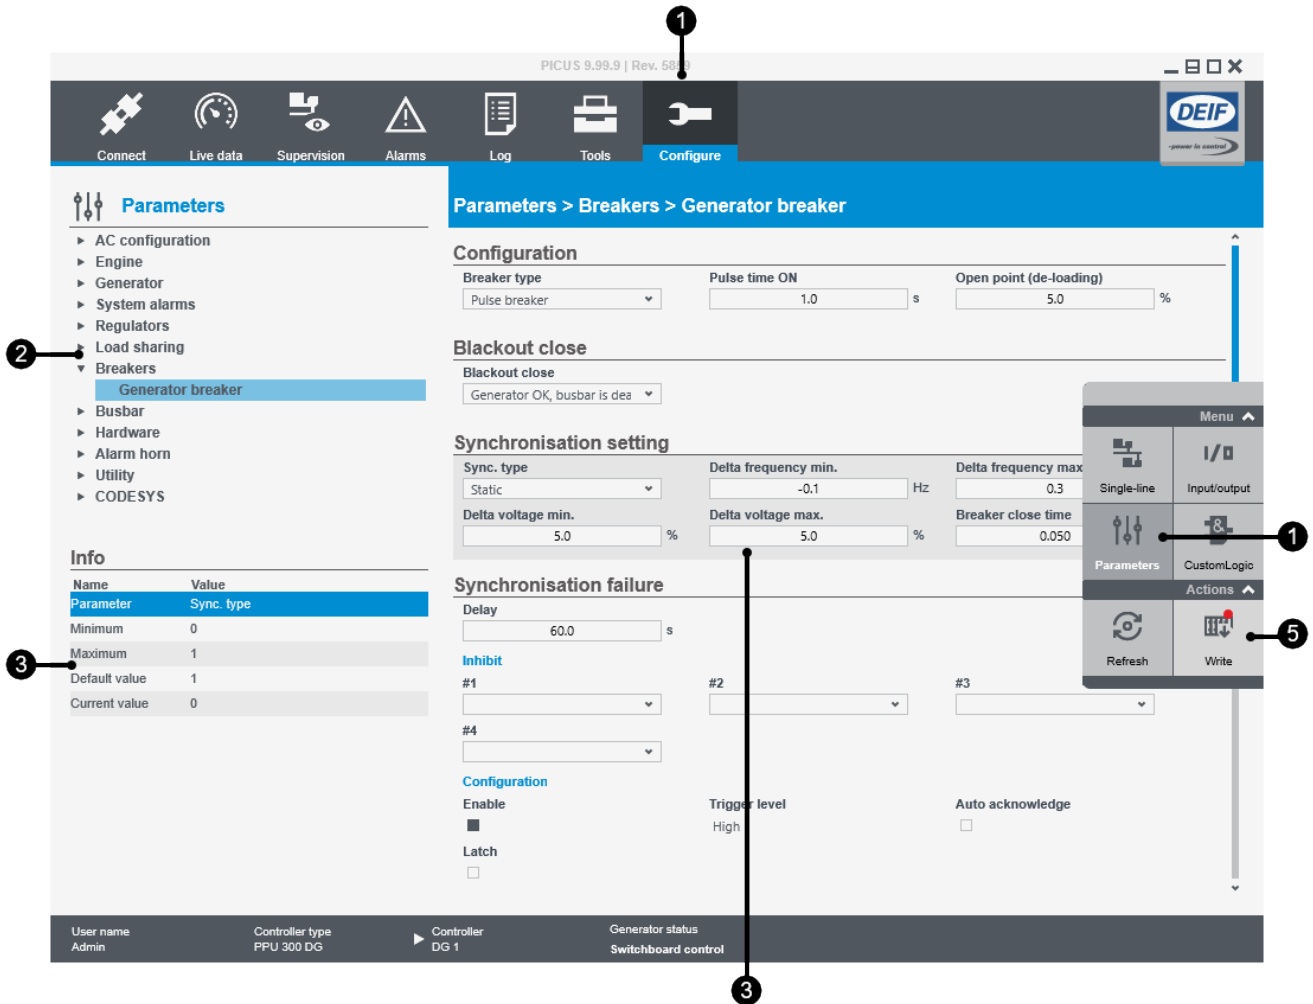 1
PICUS 9.99.9 | Rev. 5859
Connect Live data Supervision Alarms Log Tools Configure
DEIF
-power in control
Parameters
AC configuration
Engine
Generator
System alarms
Regulators
Load sharing
2
Breakers
Generator breaker
Busbar
Hardware
Alarm horn
Utility
CODESYS
Info
Name Value
Parameter Sync. type
Minimum 0
Maximum 1
3
Default value 1
Current value 0
Parameters > Breakers > Generator breaker
Configuration
Breaker type Pulse time ON Open point (de-loading)
Pulse breaker 1.0 s 5.0 %
Blackout close
Blackout close
Generator OK, busbar is dea
Synchronisation setting
Sync. type Delta frequency min. Delta frequency max
Static -0.1 Hz 0.3
Delta voltage min. Delta voltage max. Breaker close time
5.0 % 5.0 % 0.050
Synchronisation failure
Delay
60.0 s
Inhibit
#1 #2 #3
#4
Configuration
Enable Trigger level Auto acknowledge
High
Latch
Menu
Single-line Input/output
I/0
&
1
Parameters CustomLogic
Actions
5
Refresh Write
User name Controller type Controller Generator status
Admin PPU 300 DG DG 1 Switchboard control
3